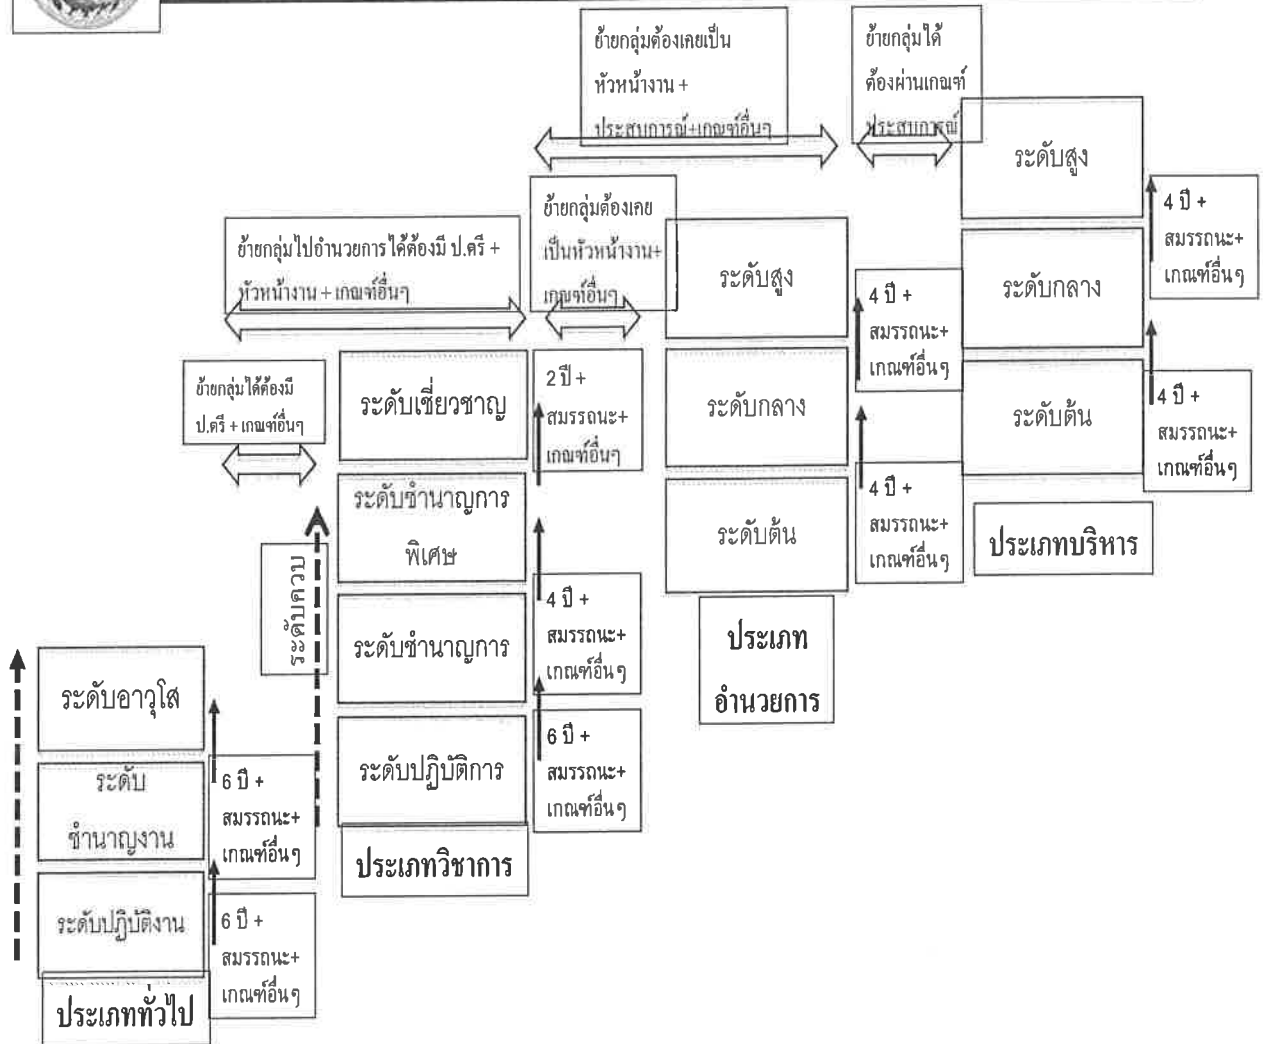 ย้ายกลุ่มต้องเคยเป็น
หัวหน้างาน +
ประสบการณ์+เกณฑ์อื่นๆ
ย้ายกลุ่มได้
ต้องผ่านเกณฑ์
ประสบการณ์
ระดับสูง
4 ปี +
สมรรถนะ+
เกณฑ์อื่นๆ
ระดับกลาง
4 ปี +
สมรรถนะ+
เกณฑ์อื่นๆ
ระดับต้น
ประเภทบริหาร
ย้ายกลุ่มต้องเคย
เป็นหัวหน้างาน+
เกณฑ์อื่นๆ
ระดับสูง
4 ปี +
สมรรถนะ+
เกณฑ์อื่นๆ
ระดับกลาง
4 ปี +
สมรรถนะ+
เกณฑ์อื่นๆ
ระดับต้น
ประเภท
อำนวยการ
ย้ายกลุ่มไปอำนวยการ ได้ต้องมี ป.ตรี +
หัวหน้างาน + เกณฑ์อื่นๆ
ย้ายกลุ่มได้ต้องมี
ป.ตรี + เกณฑ์อื่นๆ
ระดับเชี่ยวชาญ
2 ปี +
สมรรถนะ+
เกณฑ์อื่นๆ
ระดับชำนาญการ
พิเศษ
ระดับควบ
4 ปี +
สมรรถนะ+
เกณฑ์อื่นๆ
ระดับชำนาญการ
6 ปี +
สมรรถนะ+
เกณฑ์อื่นๆ
ระดับปฏิบัติการ
ประเภทวิชาการ
ระดับอาวุโส
ระดับ
ชำนาญงาน
6 ปี +
สมรรถนะ+
เกณฑ์อื่นๆ
ระดับปฏิบัติงาน
6 ปี +
สมรรถนะ+
เกณฑ์อื่นๆ
ประเภททั่วไป